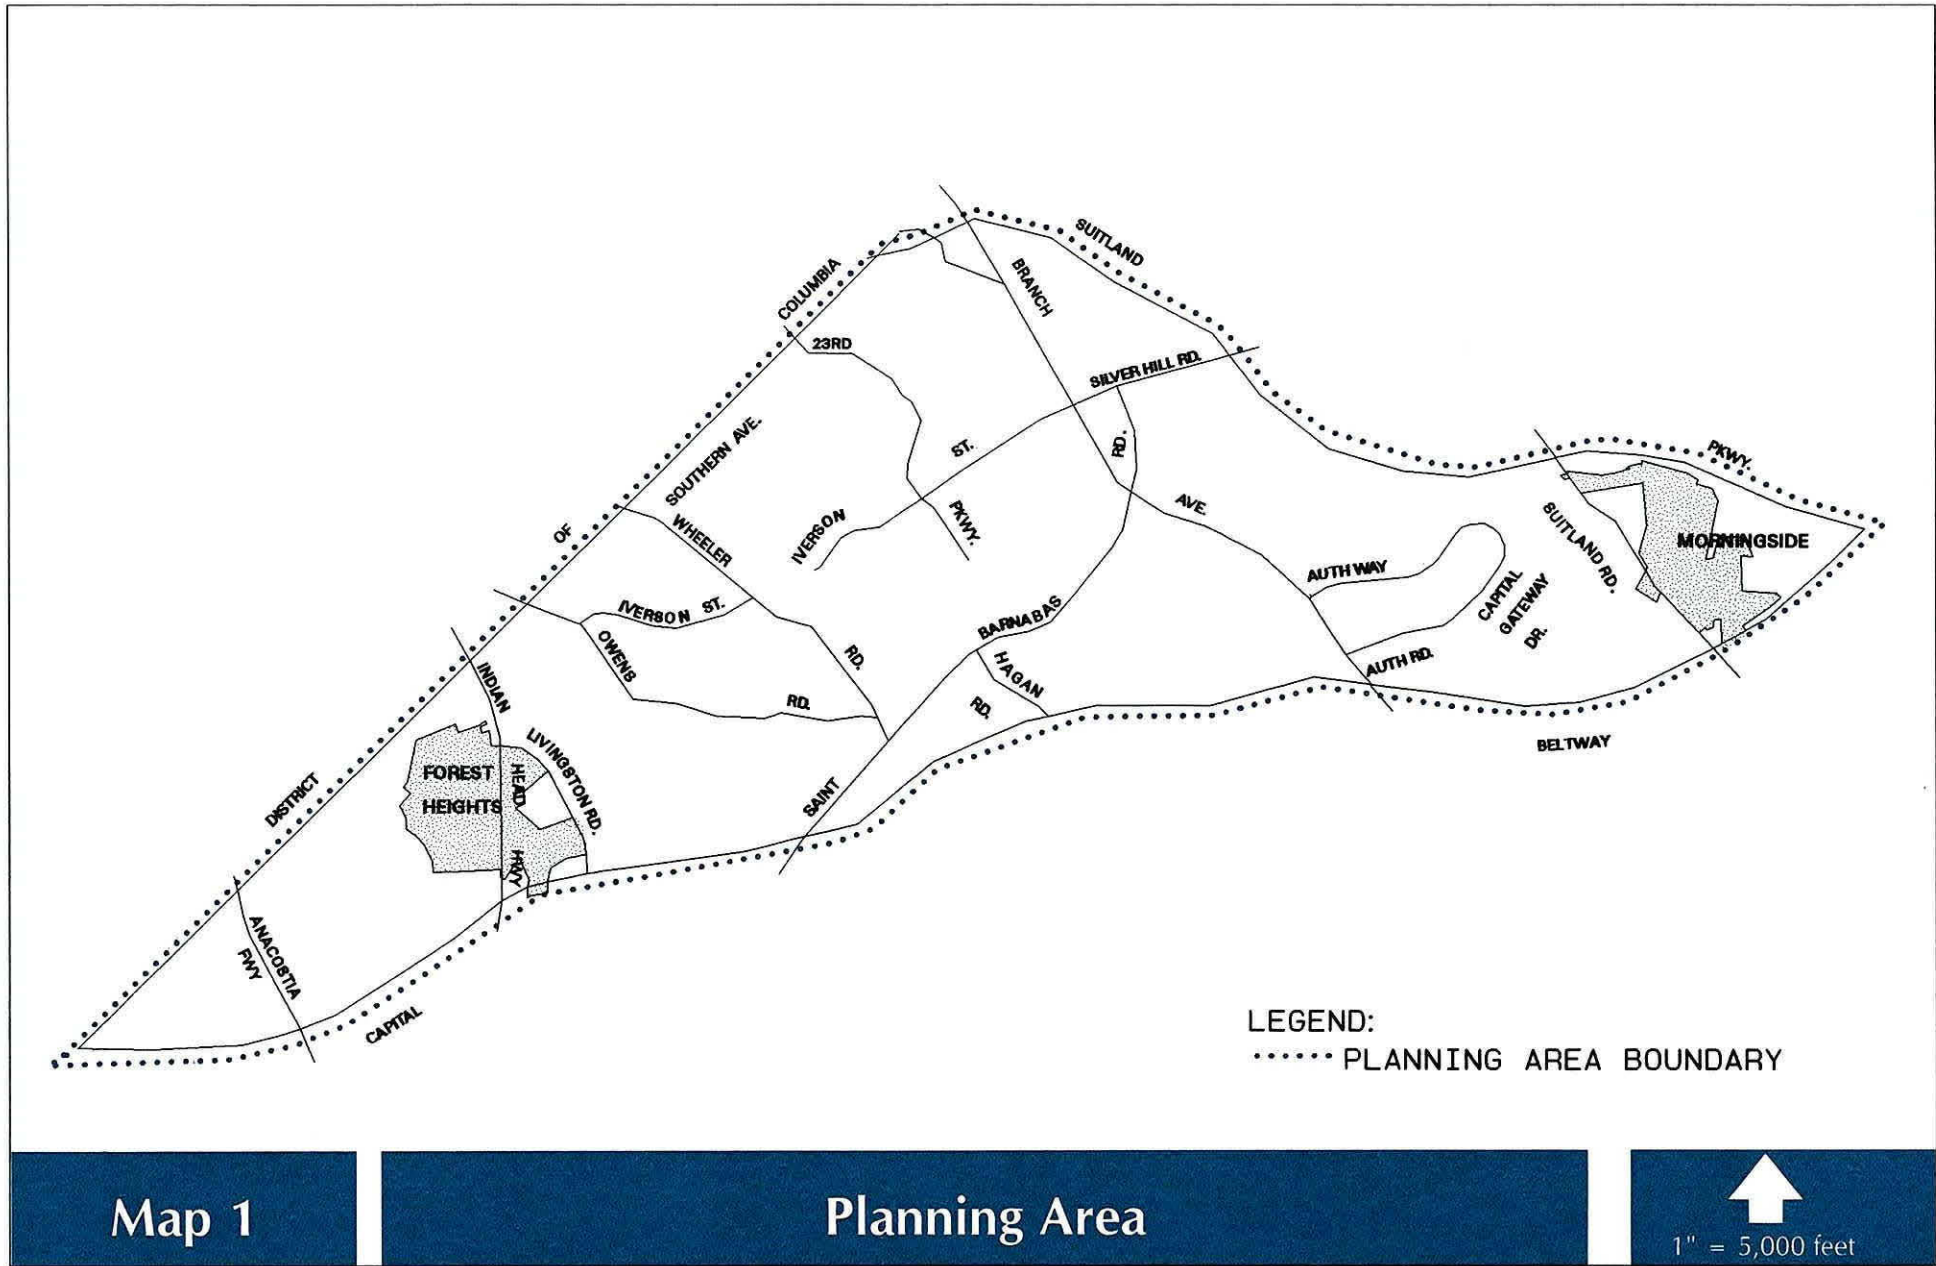 SUITLAND
COLUMBIA
BRANCH
23RD
SILVER HILL RD.
SOUTHERN AVE.
ST.
RD.
PKWY.
OF
WHEELER
IVERSON
PKWY.
AVE.
SUITLAND RD.
MORNINGSIDE
AUTH WAY
CAPITAL
GATEWAY
DR.
IVERSON ST.
OWENS
BARNABAS
HAGAN
RD.
RD.
AUTH RD.
INDIAN
RD.
LIVINGSTON RD.
BELTWAY
FOREST
HEIGHTS
HEAD
HWY
DISTRICT
SAINT
ANACOSTIA
FWY
CAPITAL
LEGEND:
PLANNING AREA BOUNDARY
Map 1
Planning Area
1" = 5,000 feet